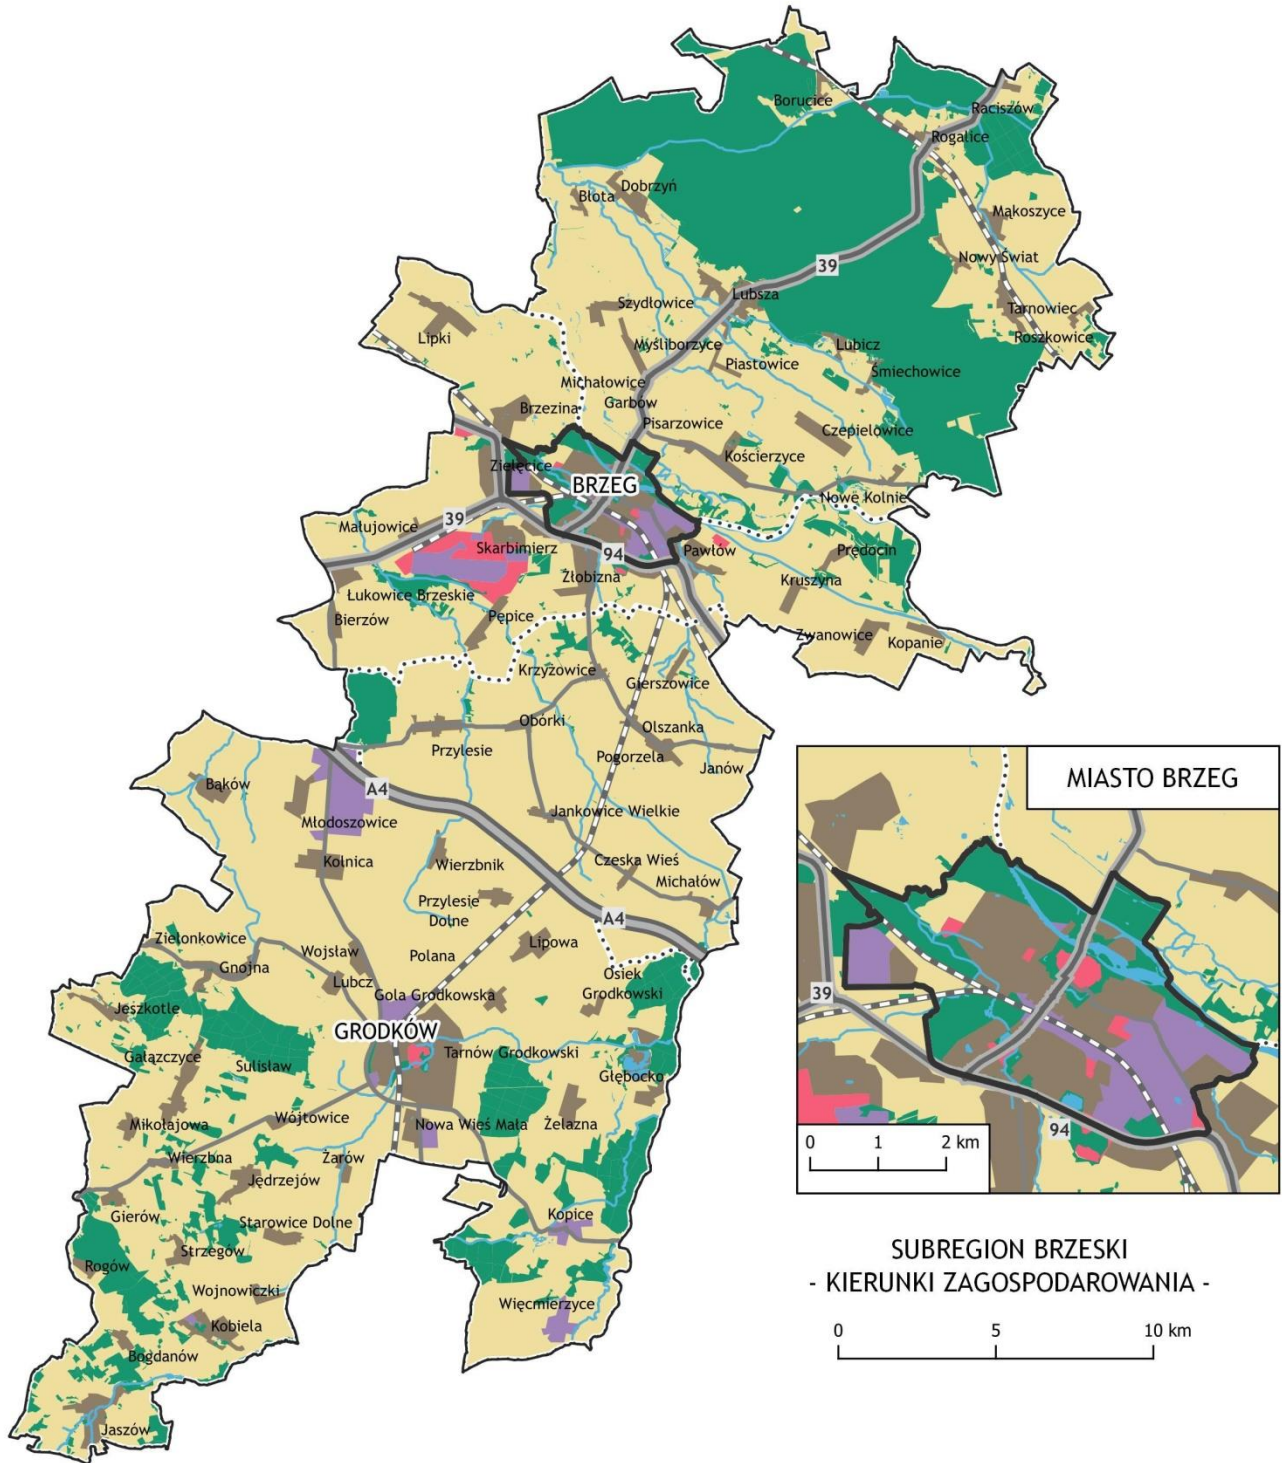 Borucice
Raciszów
Rogalice
Dobrzyń
Błota
Mąkoszyce
Nowy Świat
39
Lubsza
Szydłowice
Tarnowiec
Roszkowice
Lipki
Myśliborzyce
Lubicz
Piastowice
Śmiechowice
Michałowice
Garbów
Brzezina
Pisarzowice
Czepielowice
Kościerzyce
Zielęcice
BRZEG
Nowe Kolnie
39
Małujowice
Skarbimierz
94
Pawłów
Prędocin
Żłobizna
Kruszyna
Łukowice Brzeskie
Pępice
Bierzów
Zwanowice
Kopanie
Krzyżowice
Gierszowice
Obórki
Olszanka
Przylesie
Pogorzela
Janów
Bąków
A4
Młodoszowice
Jankowice Wielkie
Kolnica
Wierzbnik
Czeska Wieś
Michałów
Przylesie
Dolne
A4
Zielonkowice
Wojsław
Polana
Lipowa
Gnojna
Lubcz
Osiek
Grodkowski
Gola Grodkowska
Jeszkotle
GRODKÓW
Gałązczyce
Sulisław
Tarnów Grodkowski
Głębocko
Mikołajowa
Wójtowice
Nowa Wieś Mała
Żelazna
Wierzbna
Żarów
Jędrzejów
Gierów
Starowice Dolne
Kopice
Strzegów
Rogów
Wojnowiczki
Więcmierzyce
Kobiela
Bogdanów
Jaszów
MIASTO BRZEG
39
94
0 1 2 km
SUBREGION BRZESKI
- KIERUNKI ZAGOSPODAROWANIA -
0 5 10 km